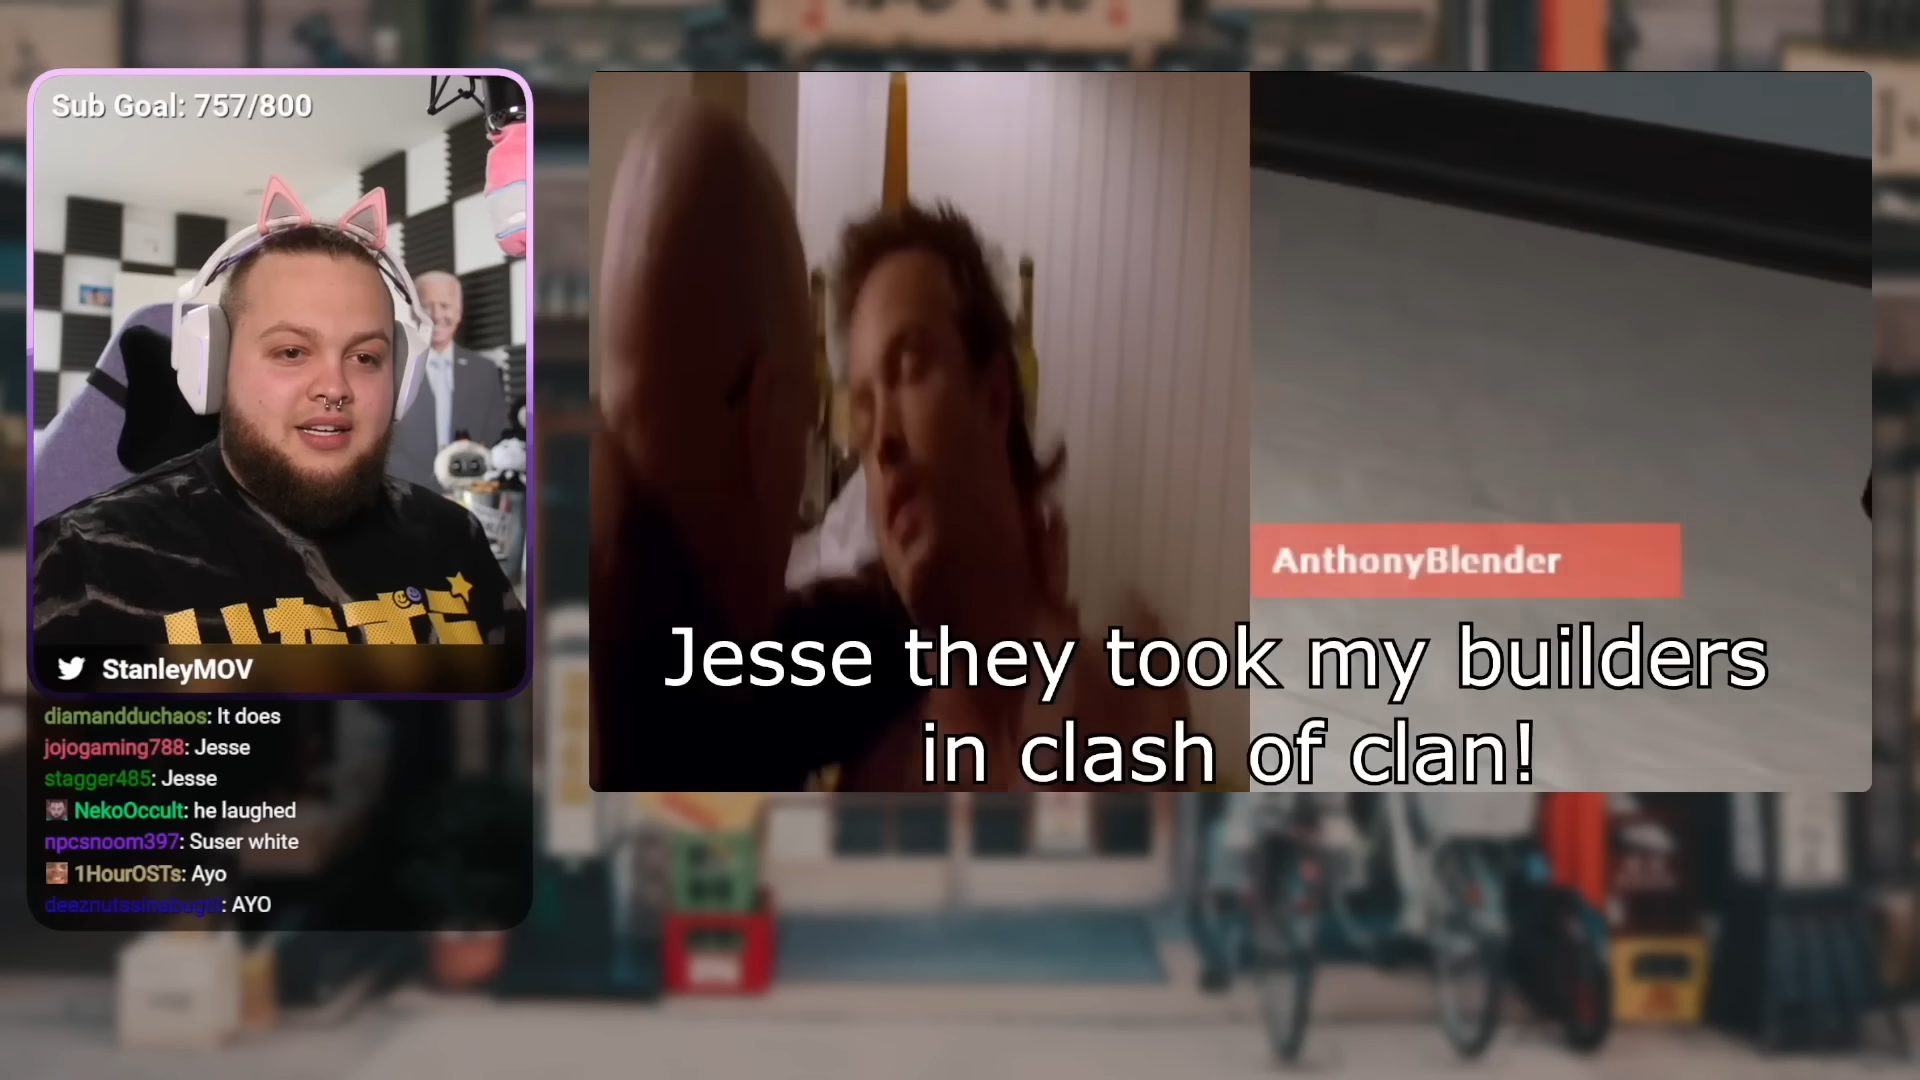 Sub Goal: 757/800
StanleyMOV
diamandduchaos: It does
jojogaming788: Jesse
stagger485: Jesse
NekoOccult: he laughed
npcsnoom397: Suser white
1HourOSTs: Ayo
: AYO
AnthonyBlender
Jesse they took my builders
in clash of clan!